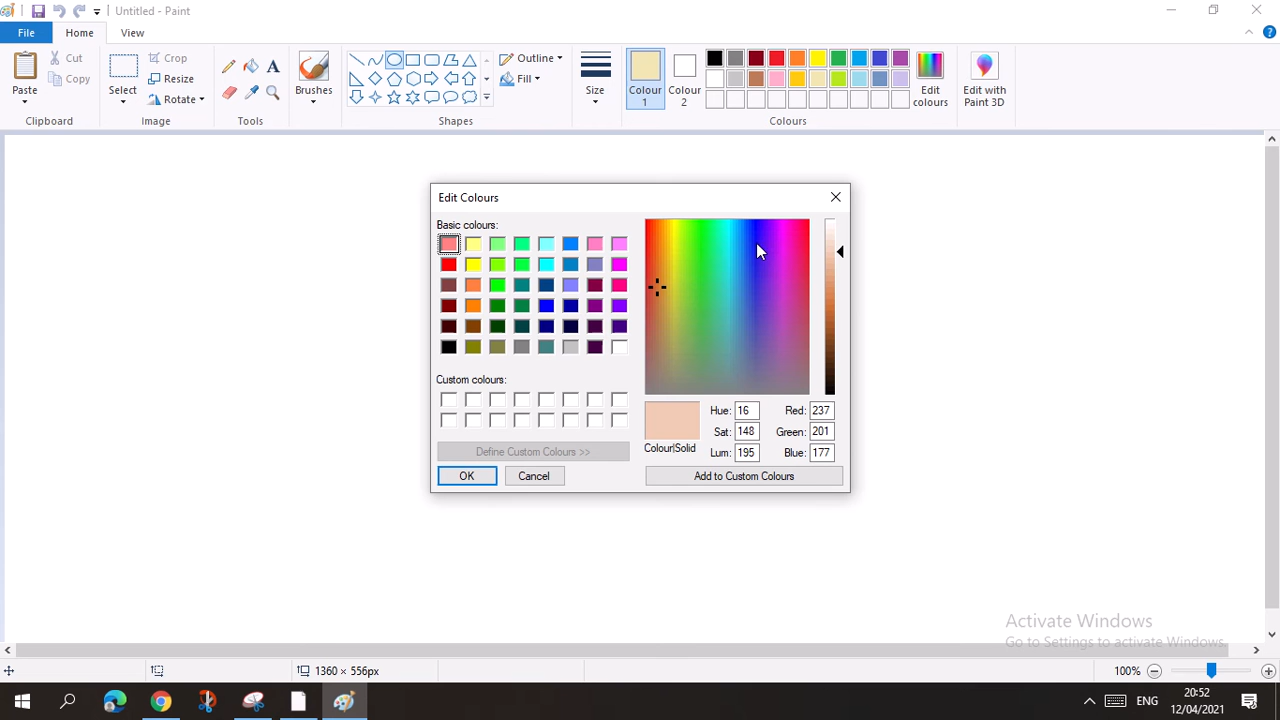 Untitled - Paint
File Home View
Paste
Clipboard
Cut
Copy
Select
Crop
Resize
Rotate
Image
Tools
Brushes
Outline
Fill
Shapes
Size
Colour
1
Colour
2
Edit
colours
Colours
Edit with
Paint 3D
Edit Colours
Basic colours:
Custom colours:
Define Custom Colours >>
OK Cancel
Colour|Solid
Hue: 16 Red: 237
Sat: 148 Green: 201
Lum: 195 Blue: 177
Add to Custom Colours
Activate Windows
Go to Settings to activate Windows.
1360 × 556px
100%
ENG
20:52
12/04/2021